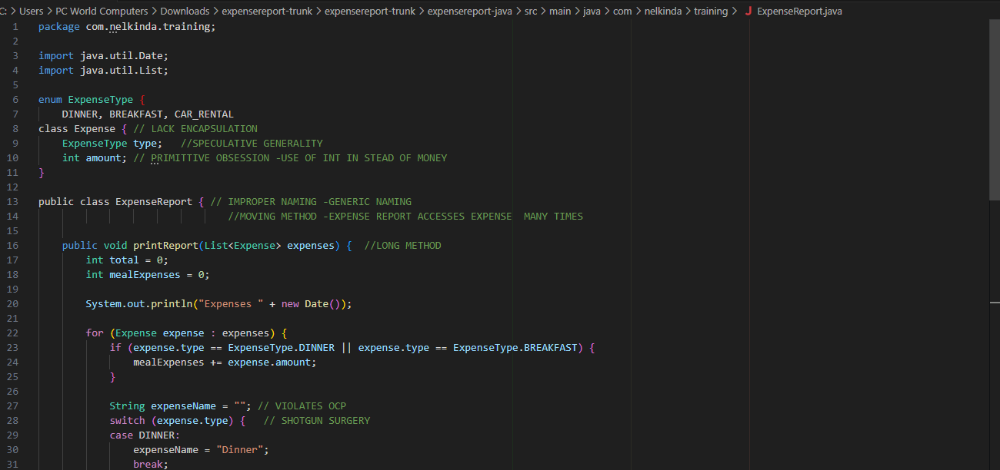 C: > Users > PC World Computers > Downloads > expensereport-trunk > expensereport-trunk > expensereport-java > src > main > java > com > nelkinda > training > J ExpenseReport.java
1 package com.nelkinda.training;
2
3 import java.util.Date;
4 import java.util.List;
5
6 enum ExpenseType {
7 DINNER, BREAKFAST, CAR_RENTAL
8 class Expense { // LACK ENCAPSULATION
9 ExpenseType type; //SPECULATIVE GENERALITY
10 int amount; // PRIMITTIVE OBSESSION -USE OF INT IN STEAD OF MONEY
11 }
12
13 public class ExpenseReport { // IMPROPER NAMING -GENERIC NAMING
14 //MOVING METHOD -EXPENSE REPORT ACCESSES EXPENSE  MANY TIMES
15
16 public void printReport(List<Expense> expenses) { //LONG METHOD
17 int total = 0;
18 int mealExpenses = 0;
19
20 System.out.println("Expenses " + new Date());
21
22 for (Expense expense : expenses) {
23 if (expense.type == ExpenseType.DINNER || expense.type == ExpenseType.BREAKFAST) {
24 mealExpenses += expense.amount;
25 }
26
27 String expenseName = ""; // VIOLATES OCP
28 switch (expense.type) { // SHOTGUN SURGERY
29 case DINNER:
30 expenseName = "Dinner";
31 break;